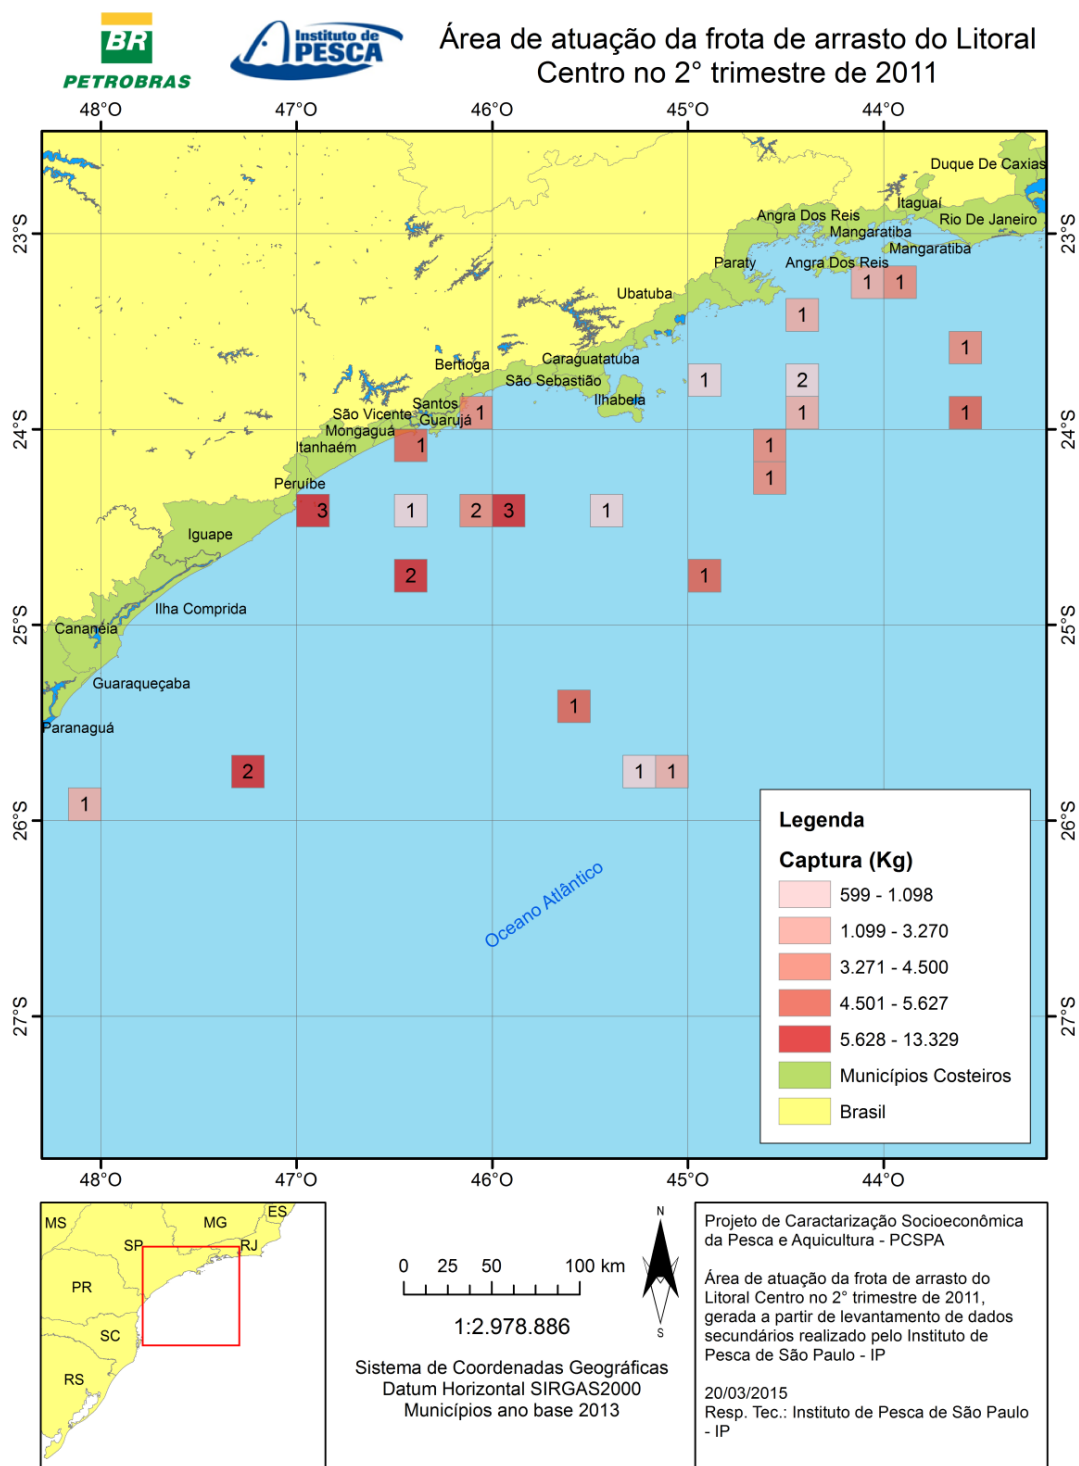 BR
PETROBRAS
Instituto de
PESCA
Área de atuação da frota de arrasto do Litoral
Centro no 2° trimestre de 2011
48°O 47°O 46°O 45°O 44°O
23°S
24°S
25°S
26°S
27°S
23°S
24°S
25°S
26°S
27°S
Duque De Caxias
Itaguaí
Angra Dos Reis
Rio De Janeiro
Mangaratiba
Mangaratiba
Paraty
Angra Dos Reis
1 1
Ubatuba
1
1
Caraguatatuba
Bertioga
São Sebastião
1
2
Ilhabela
Santos
São Vicente
1
1
1
Guarujá
Mongaguá
Itanhaém
1
1
1
Peruíbe
3
1
2
3
1
Iguape
2
1
Ilha Comprida
Cananéia
Guaraqueçaba
1
Paranaguá
2
1
1
1
Oceano Atlântico
Legenda
Captura (Kg)
599 - 1.098
1.099 - 3.270
3.271 - 4.500
4.501 - 5.627
5.628 - 13.329
Municípios Costeiros
Brasil
48°O 47°O 46°O 45°O 44°O
MS
MG
ES
SP
RJ
PR
SC
RS
0 25 50 100 km
1:2.978.886
N
S
Sistema de Coordenadas Geográficas
Datum Horizontal SIRGAS2000
Municípios ano base 2013
Projeto de Caractarização Socioeconômica
da Pesca e Aquicultura - PCSPA
Área de atuação da frota de arrasto do
Litoral Centro no 2° trimestre de 2011,
gerada a partir de levantamento de dados
secundários realizado pelo Instituto de
Pesca de São Paulo - IP
20/03/2015
Resp. Tec.: Instituto de Pesca de São Paulo
- IP